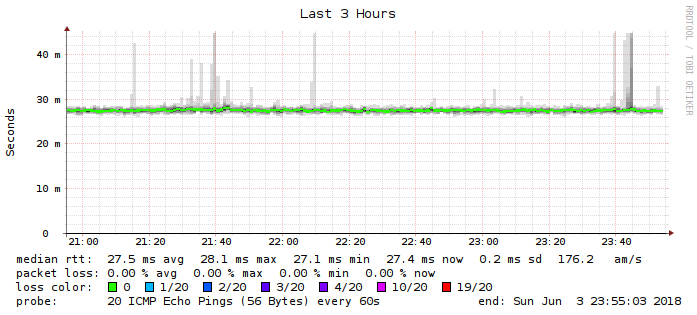 Last 3 Hours
RRDTOOL / TOBI OETIKER
Seconds
40 m
30 m
20 m
10 m
0
21:00 21:20 21:40 22:00 22:20 22:40 23:00 23:20 23:40
median rtt: 27.5 ms avg 28.1 ms max 27.1 ms min 27.4 ms now 0.2 ms sd 176.2 am/s
packet loss: 0.00 % avg 0.00 % max 0.00 % min 0.00 % now
loss color: 0 1/20 2/20 3/20 4/20 10/20 19/20
probe: 20 ICMP Echo Pings (56 Bytes) every 60s end: Sun Jun 3 23:55:03 2018